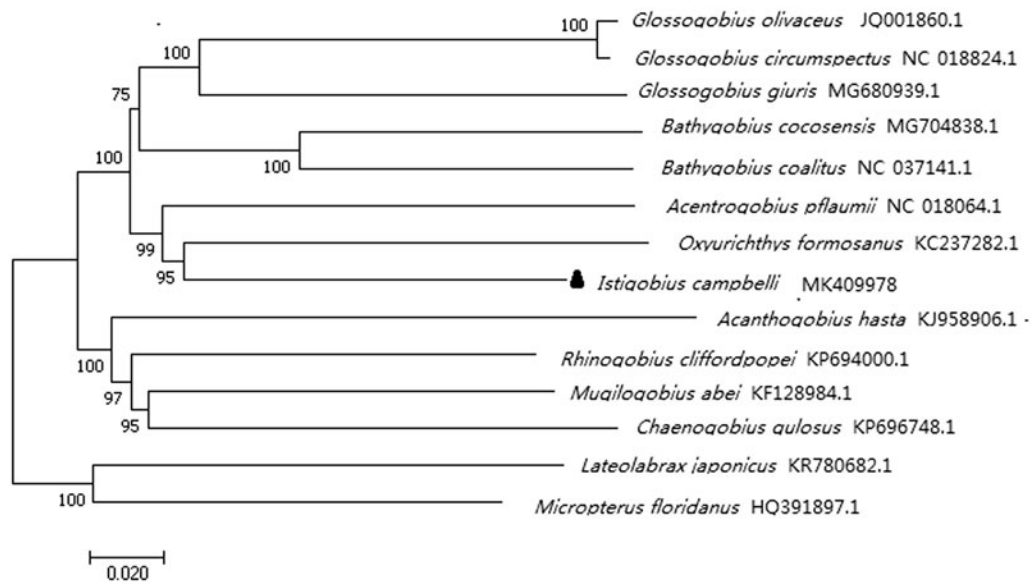 100 Glossogobius olivaceus JQ001860.1
100 Glossogobius circumspectus NC 018824.1
75 Glossogobius giuris MG680939.1
Bathygobius cocosensis MG704838.1
100 100 Bathygobius coalitus NC 037141.1
Acentrogobius pflaumii NC 018064.1
99 Oxyurichthys formosanus KC237282.1
95 Istigobius campbelli MK409978
Acanthogobius hasta KJ958906.1
100 Rhinogobius cliffordpopei KP694000.1
97 Mugilogobius abei KF128984.1
95 Chaenogobius gulosus KP696748.1
Lateolabrax japonicus KR780682.1
100 Micropterus floridanus HQ391897.1
0.020